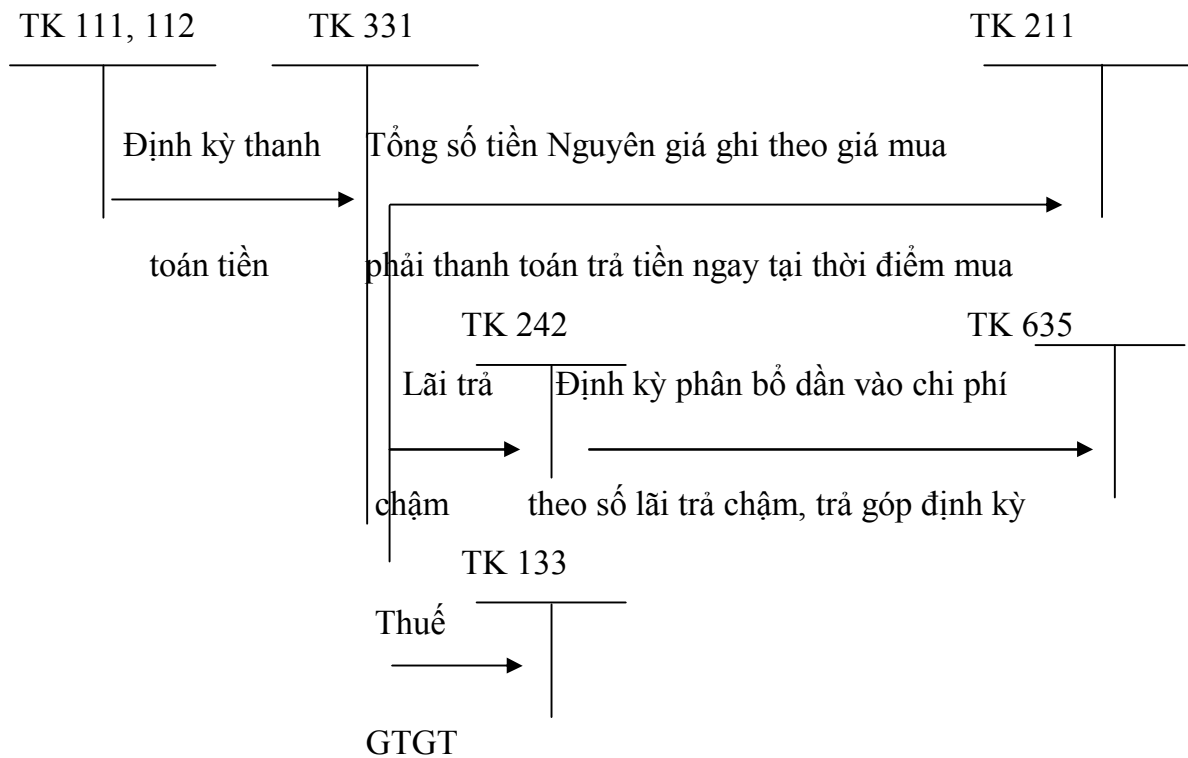 TK 111, 112 TK 331 TK 211
Định kỳ thanh Tổng số tiền Nguyên giá ghi theo giá mua
toán tiền phải thanh toán trả tiền ngay tại thời điểm mua
TK 242 TK 635
Lãi trả Định kỳ phân bổ dần vào chi phí
chậm theo số lãi trả chậm, trả góp định kỳ
TK 133
Thuế
GTGT